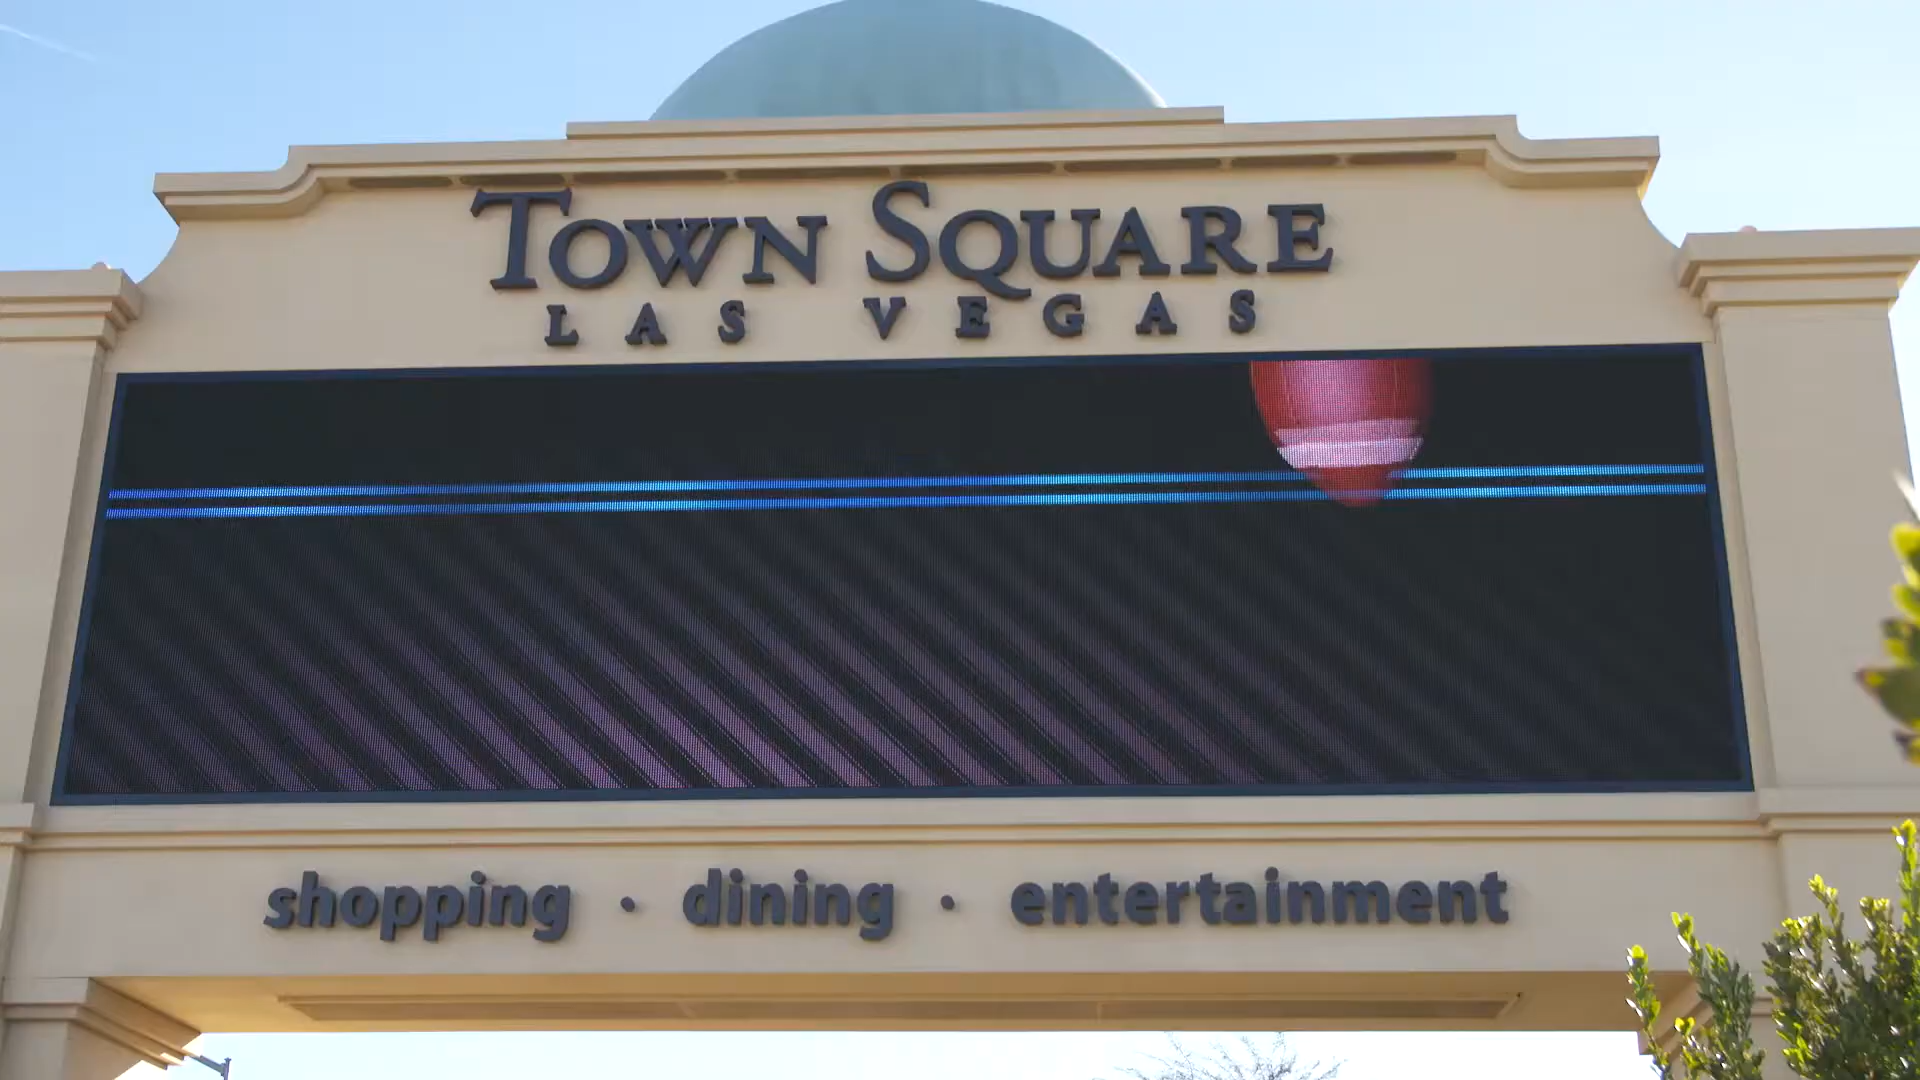 TOWN SQUARE
LAS VEGAS
shopping · dining · entertainment